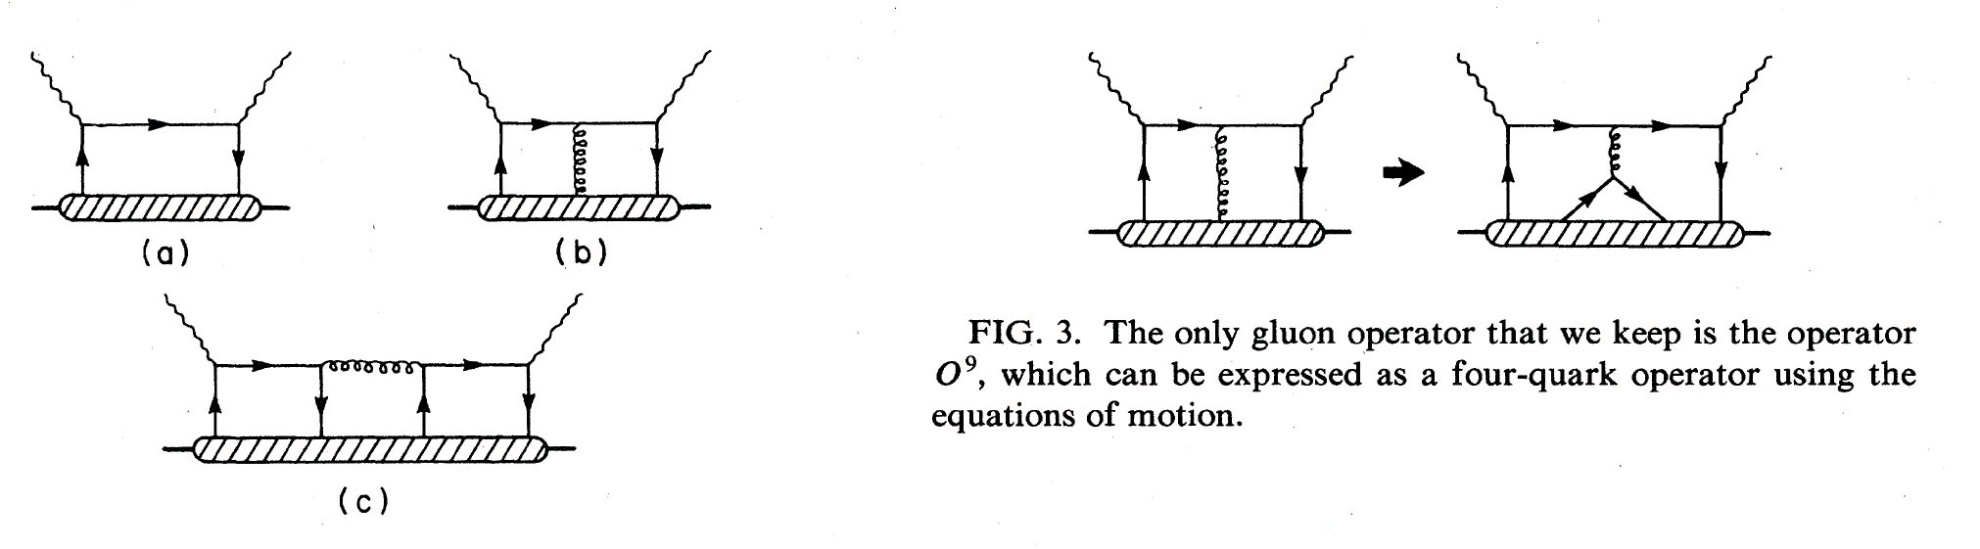 (a)
(b)
(c)
FIG. 3. The only gluon operator that we keep is the operator
O⁹, which can be expressed as a four-quark operator using the
equations of motion.